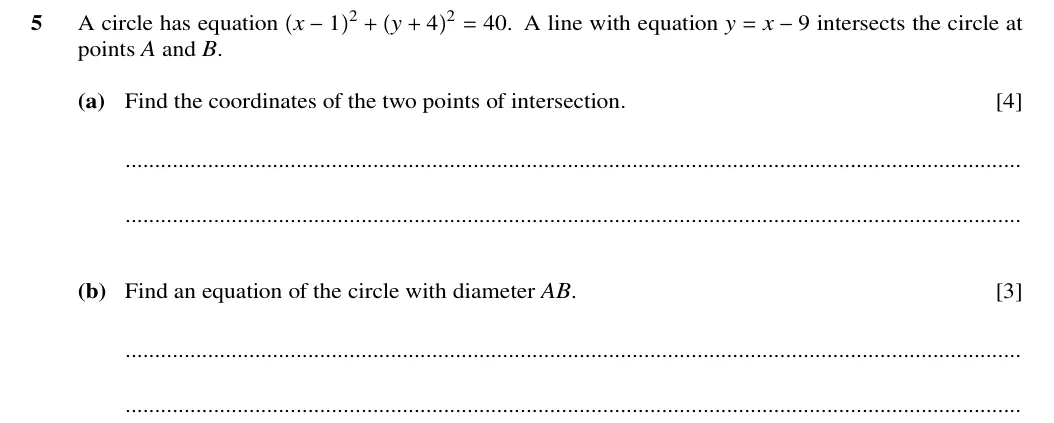 5 A circle has equation (x − 1)² + (y + 4)² = 40. A line with equation y = x − 9 intersects the circle at
points A and B.
(a) Find the coordinates of the two points of intersection. [4]
(b) Find an equation of the circle with diameter AB. [3]